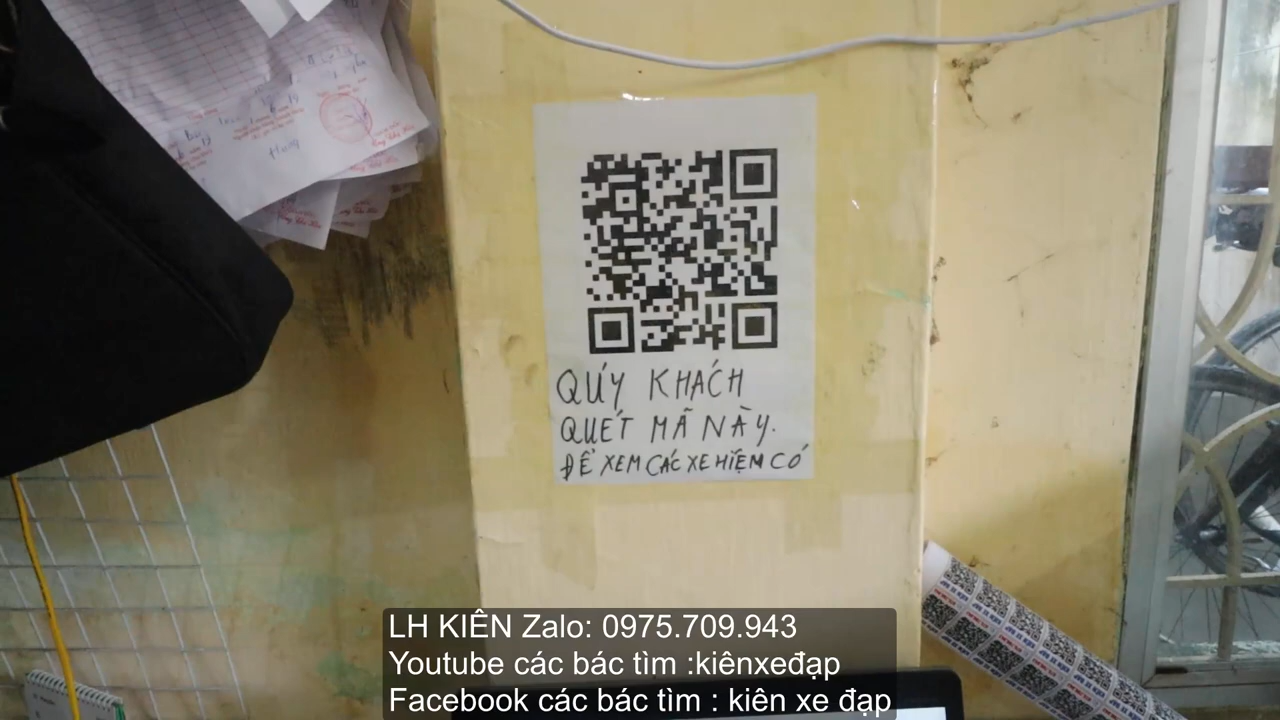 QUÝ KHÁCH
QUÉT MÃ NÀY.
ĐỂ XEM CÁC XE HIỆM CÓ
LH KIÊN Zalo: 0975.709.943
Youtube các bác tìm :kiênxeđạp
Facebook các bác tìm : kiên xe đạp